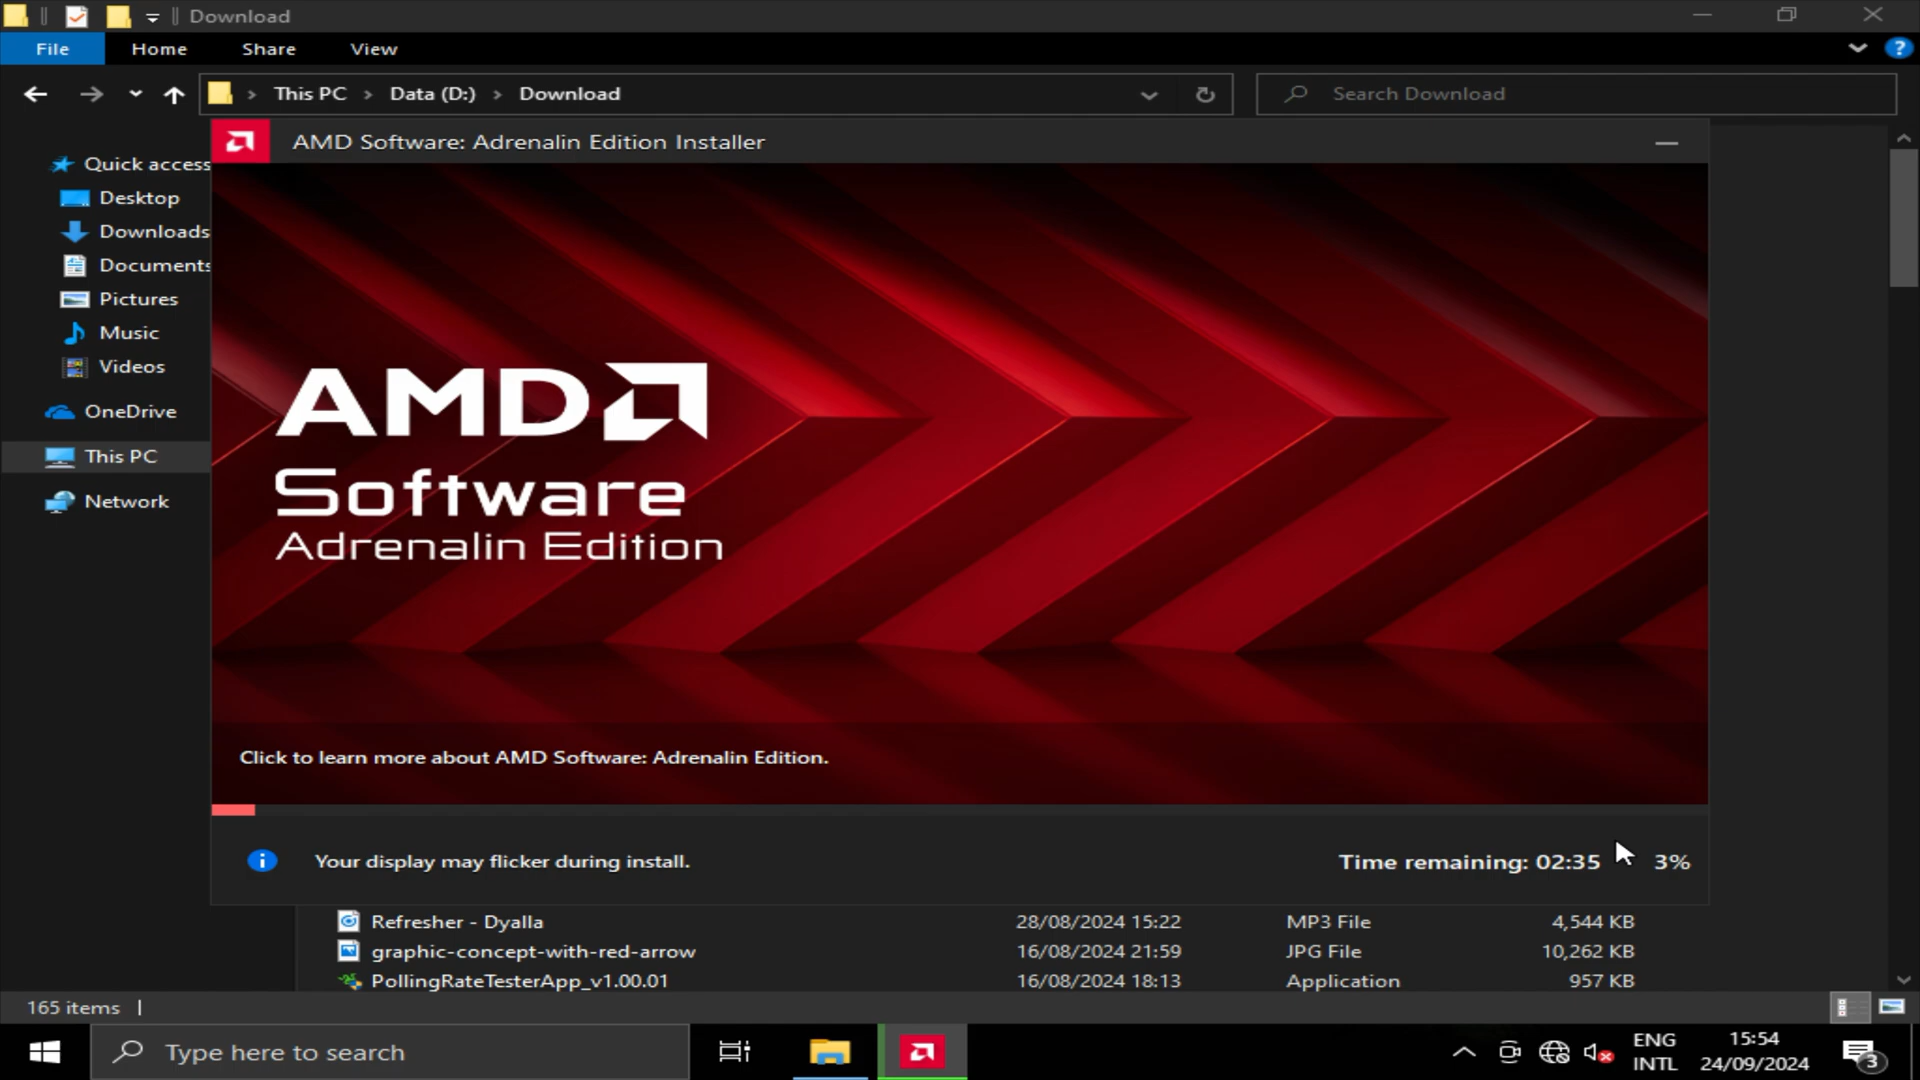 Download
File Home Share View ?
This PC > Data (D:) > Download
Search Download
AMD Software: Adrenalin Edition Installer
Quick access
Desktop
Downloads
Documents
Pictures
Music
Videos
OneDrive
This PC
Network
AMD
Software
Adrenalin Edition
Click to learn more about AMD Software: Adrenalin Edition.
i Your display may flicker during install. Time remaining: 02:35 3%
Refresher - Dyalla 28/08/2024 15:22 MP3 File 4,544 KB
graphic-concept-with-red-arrow 16/08/2024 21:59 JPG File 10,262 KB
PollingRateTesterApp_v1.00.01 16/08/2024 18:13 Application 957 KB
165 items
Type here to search
ENG
INTL
15:54
24/09/2024
3